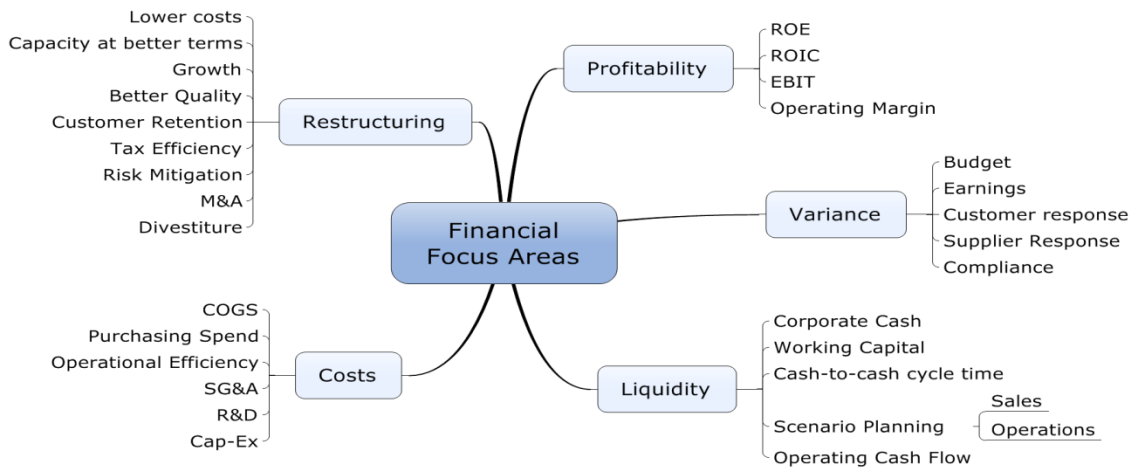 Financial
Focus Areas
Profitability
ROE
ROIC
EBIT
Operating Margin
Variance
Budget
Earnings
Customer response
Supplier Response
Compliance
Liquidity
Corporate Cash
Working Capital
Cash-to-cash cycle time
Scenario Planning
Sales
Operations
Operating Cash Flow
Restructuring
Lower costs
Capacity at better terms
Growth
Better Quality
Customer Retention
Tax Efficiency
Risk Mitigation
M&A
Divestiture
Costs
COGS
Purchasing Spend
Operational Efficiency
SG&A
R&D
Cap-Ex